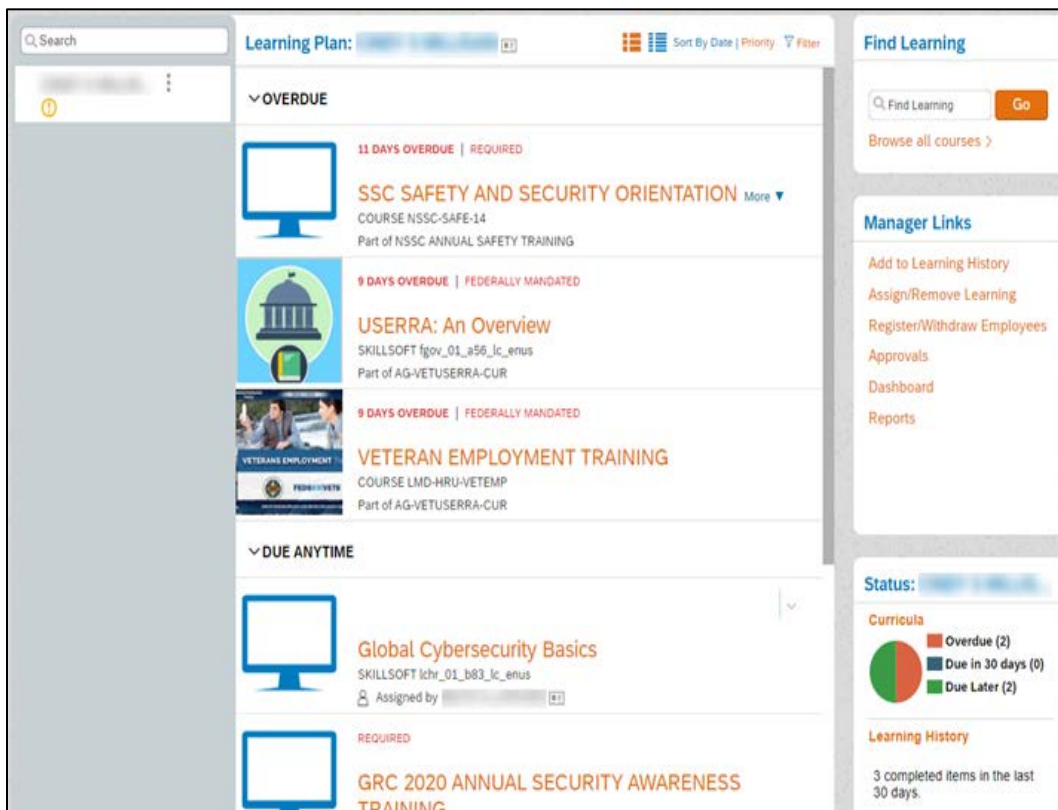 Search
Learning Plan:
Sort By Date | Priority Filter
OVERDUE
11 DAYS OVERDUE | REQUIRED
SSC SAFETY AND SECURITY ORIENTATION More ▼
COURSE NSSC-SAFE-14
Part of NSSC ANNUAL SAFETY TRAINING
9 DAYS OVERDUE | FEDERALLY MANDATED
USERRA: An Overview
SKILLSOFT fgov_01_a56_lc_enus
Part of AG-VETUSERRA-CUR
9 DAYS OVERDUE | FEDERALLY MANDATED
VETERANS EMPLOYMENT
VETERAN EMPLOYMENT TRAINING
COURSE LMD-HRU-VETEMP
Part of AG-VETUSERRA-CUR
DUE ANYTIME
Global Cybersecurity Basics
SKILLSOFT lchr_01_b83_lc_enus
Assigned by
REQUIRED
GRC 2020 ANNUAL SECURITY AWARENESS
TRAINING
Find Learning
Find Learning Go
Browse all courses >
Manager Links
Add to Learning History
Assign/Remove Learning
Register/Withdraw Employees
Approvals
Dashboard
Reports
Status:
Curricula
Overdue (2)
Due in 30 days (0)
Due Later (2)
Learning History
3 completed items in the last
30 days.